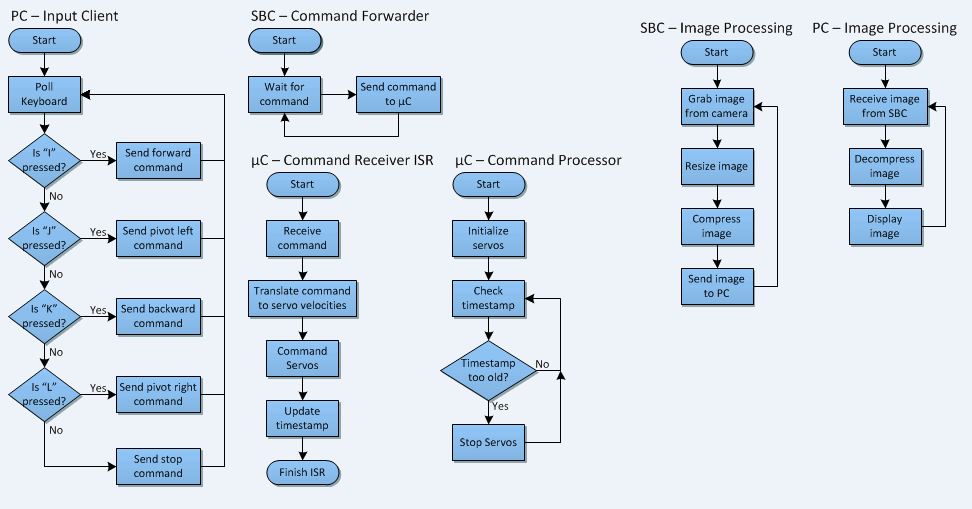 PC – Input Client
Start
Poll
Keyboard
Is “I”
pressed?
Yes
Send forward
command
No
Is “J”
pressed?
Yes
Send pivot left
command
No
Is “K”
pressed?
Yes
Send backward
command
No
Is “L”
pressed?
Yes
Send pivot right
command
No
Send stop
command
SBC – Command Forwarder
Start
Wait for
command
Send command
to µC
µC – Command Receiver ISR
Start
Receive
command
Translate command
to servo velocities
Command
Servos
Update
timestamp
Finish ISR
µC – Command Processor
Start
Initialize
servos
Check
timestamp
Timestamp
too old?
No
Yes
Stop Servos
SBC – Image Processing
Start
Grab image
from camera
Resize image
Compress
image
Send image
to PC
PC – Image Processing
Start
Receive image
from SBC
Decompress
image
Display
image